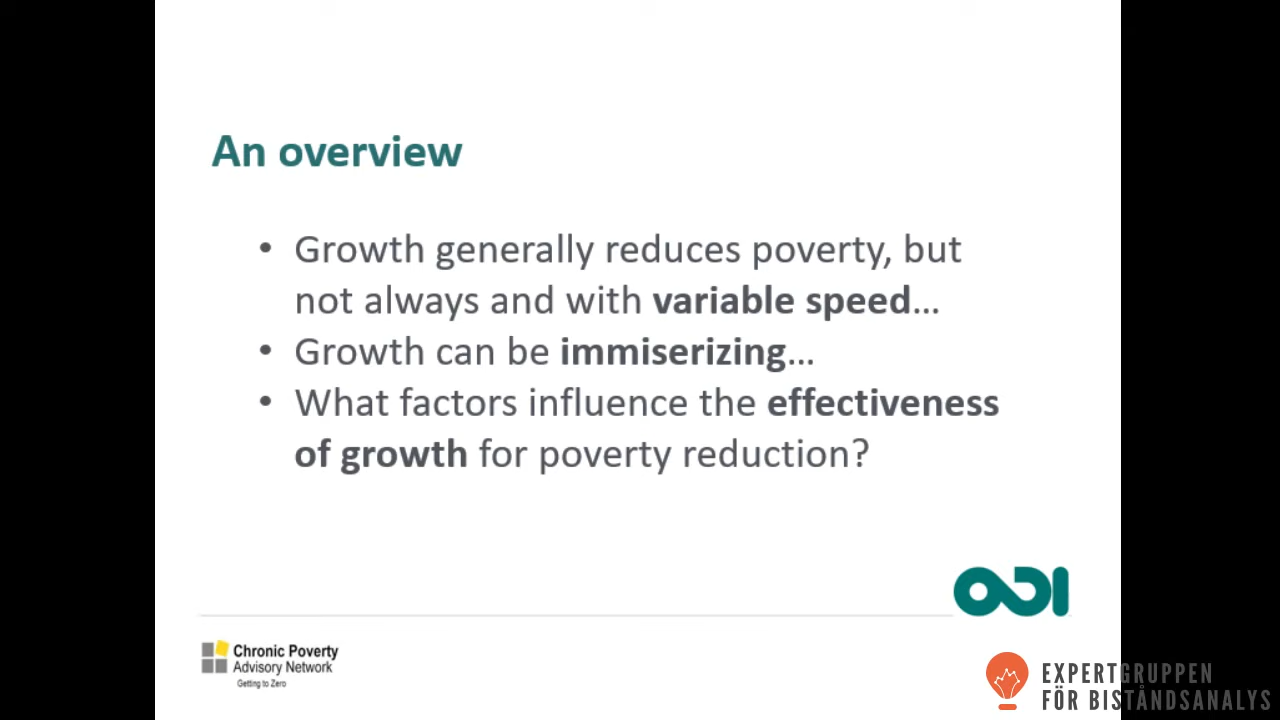 An overview
• Growth generally reduces poverty, but
not always and with variable speed…
• Growth can be immiserizing…
• What factors influence the effectiveness
of growth for poverty reduction?
ODI
Chronic Poverty
Advisory Network
Getting to Zero
EXPERTGRUPPEN
FÖR BISTÅNDSANALYS